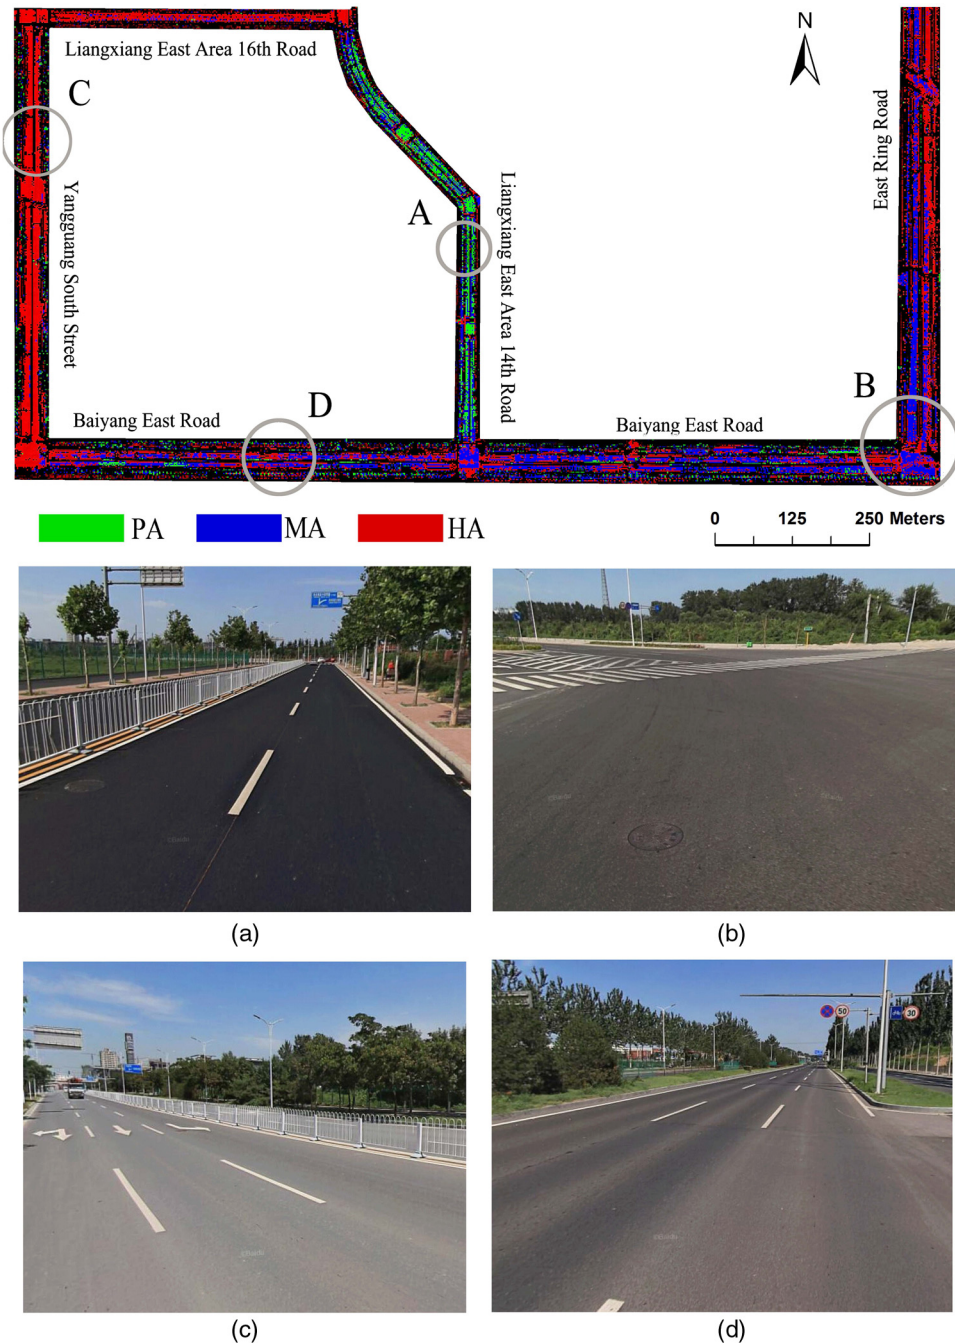 N
Liangxiang East Area 16th Road
C
East Ring Road
Yangguang South Street
A
Liangxiang East Area 14th Road
D
B
Baiyang East Road
Baiyang East Road
PA
MA
HA
0 125 250 Meters
(a)
(b)
50
30
(c)
(d)